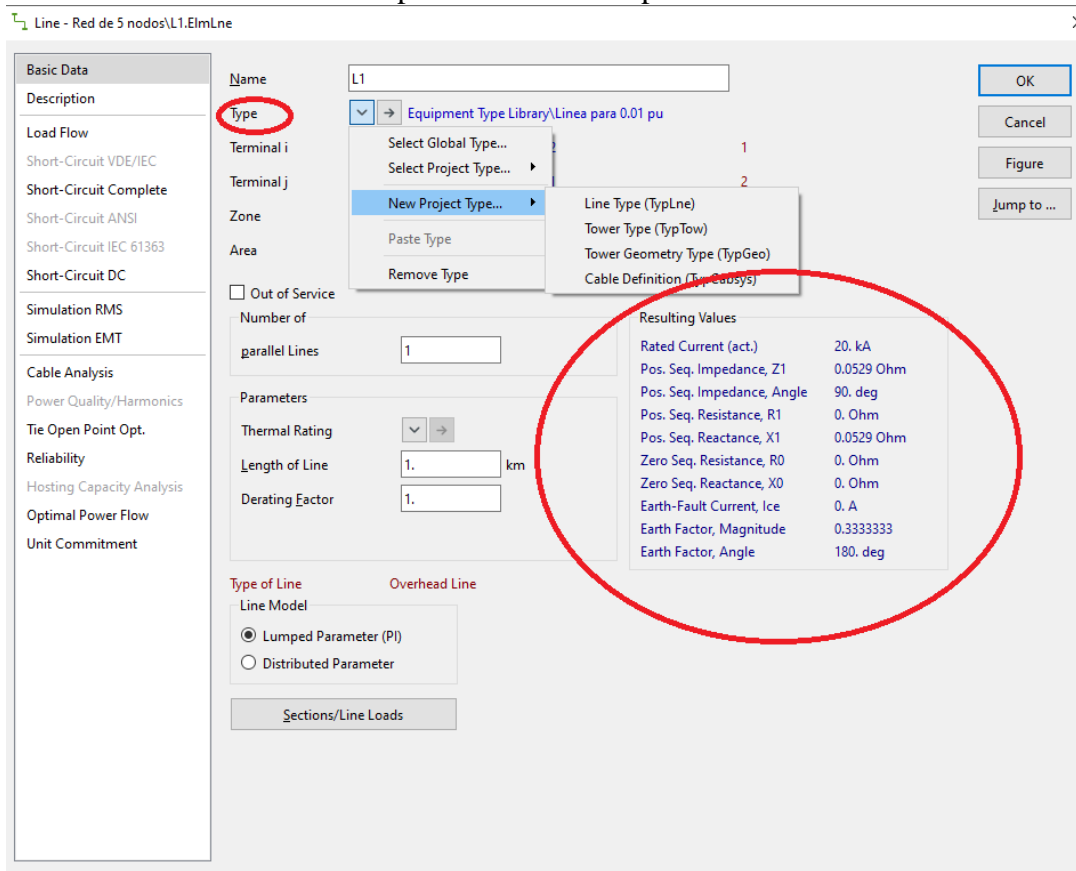 Line - Red de 5 nodos\L1.ElmLne
Basic Data
Description
Load Flow
Short-Circuit VDE/IEC
Short-Circuit Complete
Short-Circuit ANSI
Short-Circuit IEC 61363
Short-Circuit DC
Simulation RMS
Simulation EMT
Cable Analysis
Power Quality/Harmonics
Tie Open Point Opt.
Reliability
Hosting Capacity Analysis
Optimal Power Flow
Unit Commitment
Name L1
Type Equipment Type Library\Linea para 0.01 pu
Terminal i 1
Terminal j 2
Zone
Area
Select Global Type...
Select Project Type...
New Project Type...
Paste Type
Remove Type
Line Type (TypLne)
Tower Type (TypTow)
Tower Geometry Type (TypGeo)
Cable Definition (TypCabsys)
Out of Service
Number of
parallel Lines 1
Parameters
Thermal Rating
Length of Line 1. km
Derating Factor 1.
Resulting Values
Rated Current (act.) 20. kA
Pos. Seq. Impedance, Z1 0.0529 Ohm
Pos. Seq. Impedance, Angle 90. deg
Pos. Seq. Resistance, R1 0. Ohm
Pos. Seq. Reactance, X1 0.0529 Ohm
Zero Seq. Resistance, R0 0. Ohm
Zero Seq. Reactance, X0 0. Ohm
Earth-Fault Current, Ice 0. A
Earth Factor, Magnitude 0.3333333
Earth Factor, Angle 180. deg
Type of Line Overhead Line
Line Model
Lumped Parameter (PI)
Distributed Parameter
Sections/Line Loads
OK
Cancel
Figure
Jump to ...